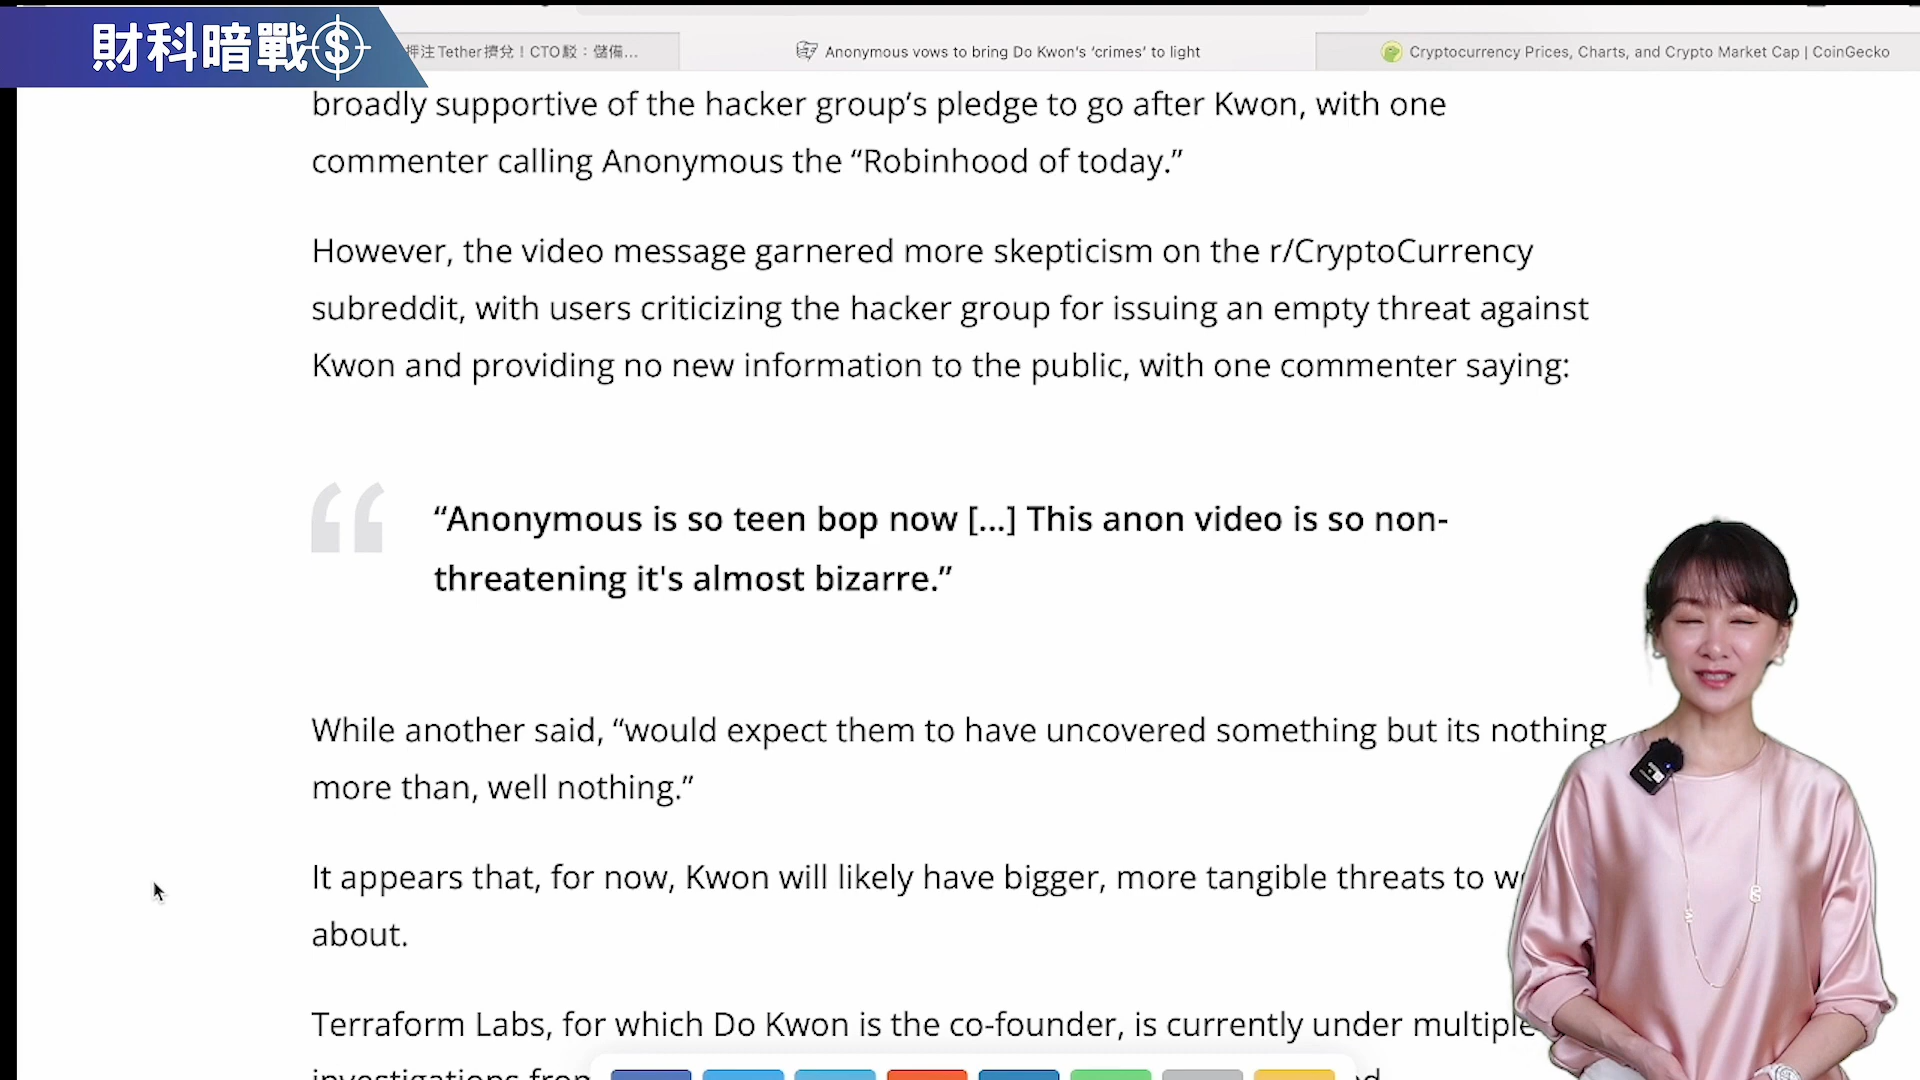 財科暗戰$
押注Tether擠兌！CTO駁：儲備...
Anonymous vows to bring Do Kwon's ‘crimes’ to light
Cryptocurrency Prices, Charts, and Crypto Market Cap | CoinGecko
broadly supportive of the hacker group’s pledge to go after Kwon, with one
commenter calling Anonymous the “Robinhood of today.”
However, the video message garnered more skepticism on the r/CryptoCurrency
subreddit, with users criticizing the hacker group for issuing an empty threat against
Kwon and providing no new information to the public, with one commenter saying:
“Anonymous is so teen bop now [...] This anon video is so non-
threatening it's almost bizarre.”
While another said, “would expect them to have uncovered something but its nothing
more than, well nothing.”
It appears that, for now, Kwon will likely have bigger, more tangible threats to
about.
Terraform Labs, for which Do Kwon is the co-founder, is currently under multiple
investigations from